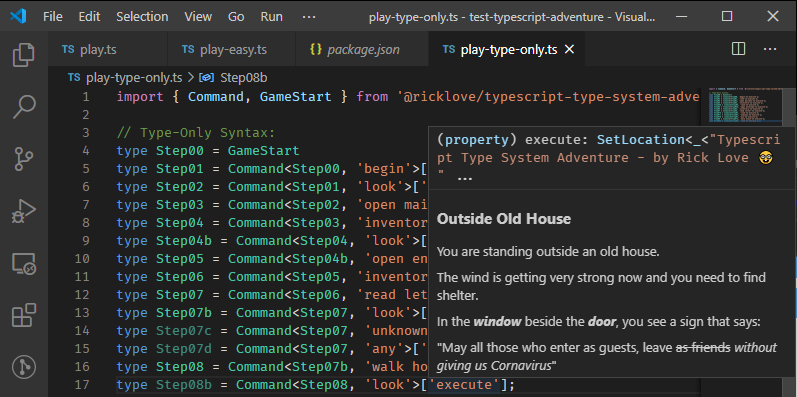 File Edit Selection View Go Run ··· play-type-only.ts - test-typescript-adventure - Visual...
TS play.ts TS play-easy.ts {} package.json TS play-type-only.ts ×
TS play-type-only.ts > Step08b
1 import { Command, GameStart } from '@ricklove/typescript-type-system-adve
2
3 // Type-Only Syntax:
4 type Step00 = GameStart
5 type Step01 = Command<Step00, 'begin'>[
6 type Step02 = Command<Step01, 'look'>['
7 type Step03 = Command<Step02, 'open mai
8 type Step04 = Command<Step03, 'inventor
9 type Step04b = Command<Step04, 'look'>[
10 type Step05 = Command<Step04b, 'open en
11 type Step06 = Command<Step05, 'inventor
12 type Step07 = Command<Step06, 'read let
13 type Step07b = Command<Step07, 'look'>[
14 type Step07c = Command<Step07, 'unknown
15 type Step07d = Command<Step07, 'any'>['
16 type Step08 = Command<Step07b, 'walk ho
17 type Step08b = Command<Step08, 'look'>['execute'];
(property) execute: SetLocation<_<"Typescri
pt Type System Adventure - by Rick Love 🤓
" ...
Outside Old House
You are standing outside an old house.
The wind is getting very strong now and you need to find
shelter.
In the window beside the door, you see a sign that says:
"May all those who enter as guests, leave as friends without
giving us Cornavirus"